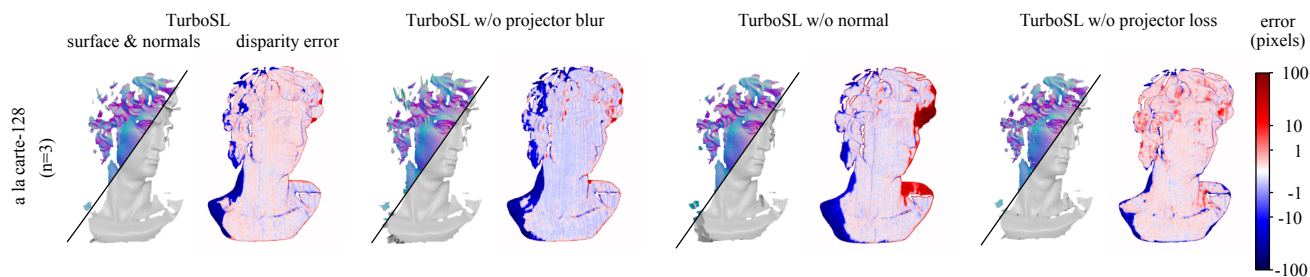 TurboSL
TurboSL w/o projector blur
TurboSL w/o normal
TurboSL w/o projector loss
error
(pixels)
surface & normals
disparity error
a la carte-128
(n=3)
100
10
1
-1
-10
-100